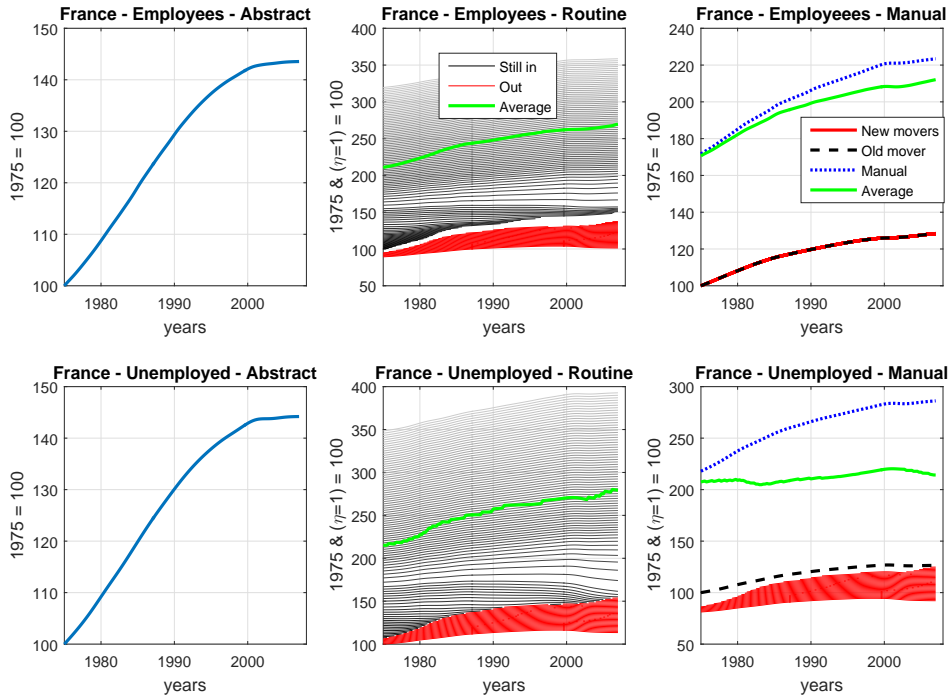 France - Employees - Abstract
1975 = 100
150
140
130
120
110
100
1980
1990
2000
years
France - Employees - Routine
1975 & (η=1) = 100
400
350
300
250
200
150
100
50
Still in
Out
Average
1980
1990
2000
years
France - Employeees - Manual
1975 = 100
240
220
200
180
160
140
120
100
New movers
Old mover
Manual
Average
1980
1990
2000
years
France - Unemployed - Abstract
1975 = 100
150
140
130
120
110
100
1980
1990
2000
years
France - Unemployed - Routine
1975 & (η=1) = 100
400
350
300
250
200
150
100
1980
1990
2000
years
France - Unemployed - Manual
1975 & (η=1) = 100
300
250
200
150
100
50
1980
1990
2000
years